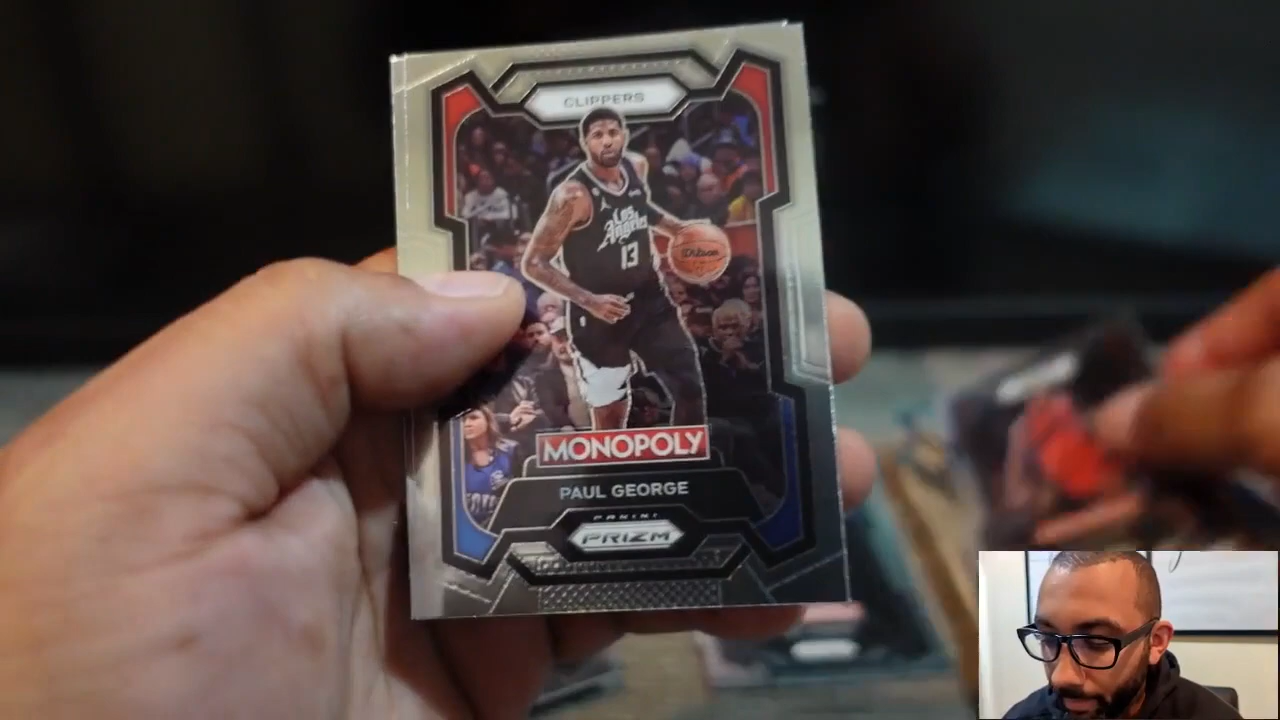 CLIPPERS
Los
Angeles
13
Wilson
MONOPOLY
PAUL GEORGE
PANINI
PRIZM